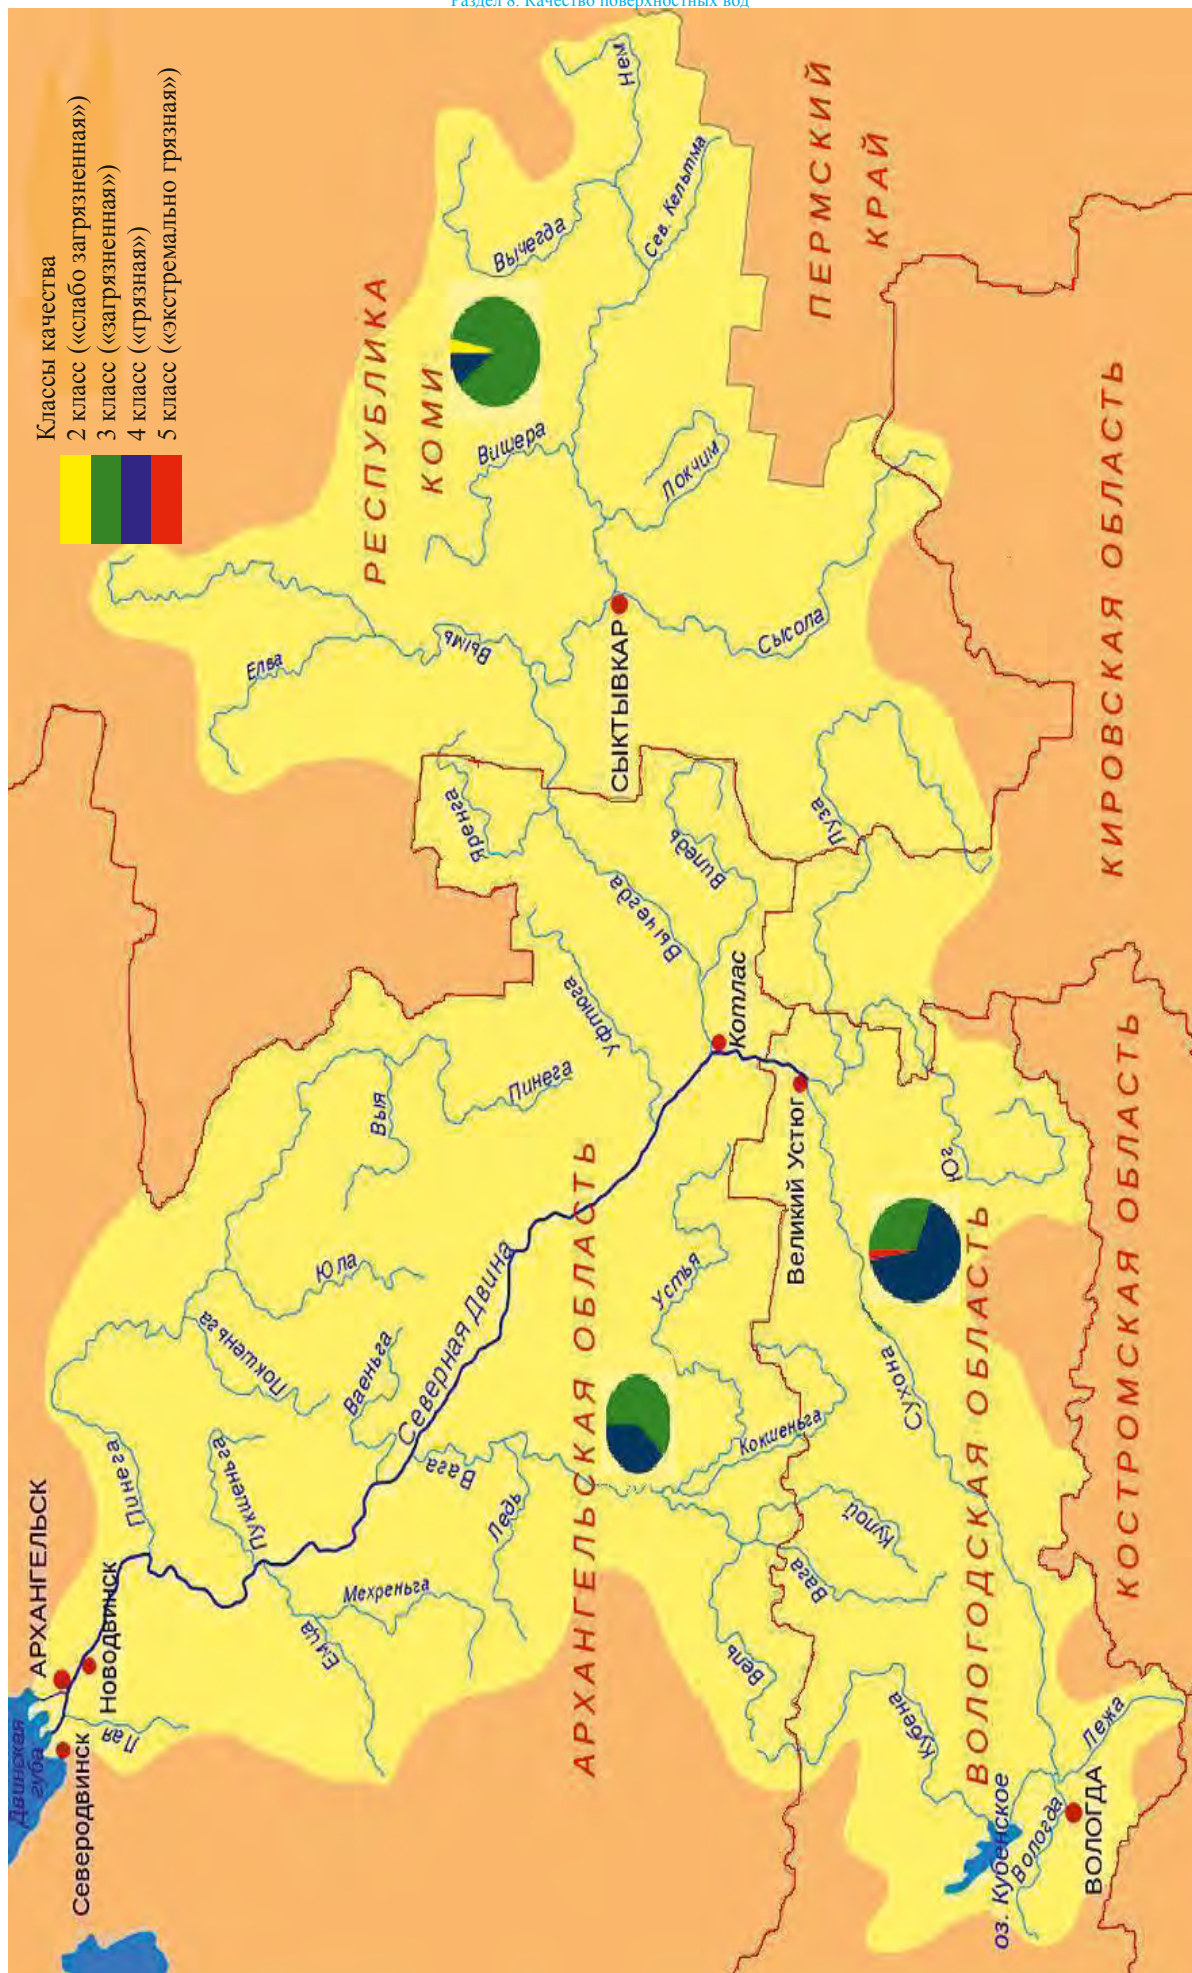 Раздел 8. Качество поверхностных вод
Классы качества
2 класс («слабо загрязненная»)
3 класс («загрязненная»)
4 класс («грязная»)
5 класс («экстремально грязная»)
Двинская
губа
АРХАНГЕЛЬСК
НОВОДВИНСК
Северодвинск
Лая
Пинега
Пукшеньга
Покшеньга
Юла
Ваеньга
Выя
Пинега
Северная Двина
Емца
Мехреньга
Ледь
Вага
Уфтюга
Яренга
Вычегда
Виледь
Котлас
Великий Устюг
АРХАНГЕЛЬСКАЯ ОБЛАСТЬ
Устья
Кокшеньга
Кулой
Вага
Вель
Кубена
оз. Кубенское
Вологда
ВОЛОГДА
Лежа
Сухона
Юг
Луза
ВОЛОГОДСКАЯ ОБЛАСТЬ
КОСТРОМСКАЯ ОБЛАСТЬ
КИРОВСКАЯ ОБЛАСТЬ
РЕСПУБЛИКА
КОМИ
Елва
Вымь
Вишера
Вычегда
Нем
Сев. Кельтма
Локчим
СЫКТЫВКАР
Сысола
ПЕРМСКИЙ
КРАЙ